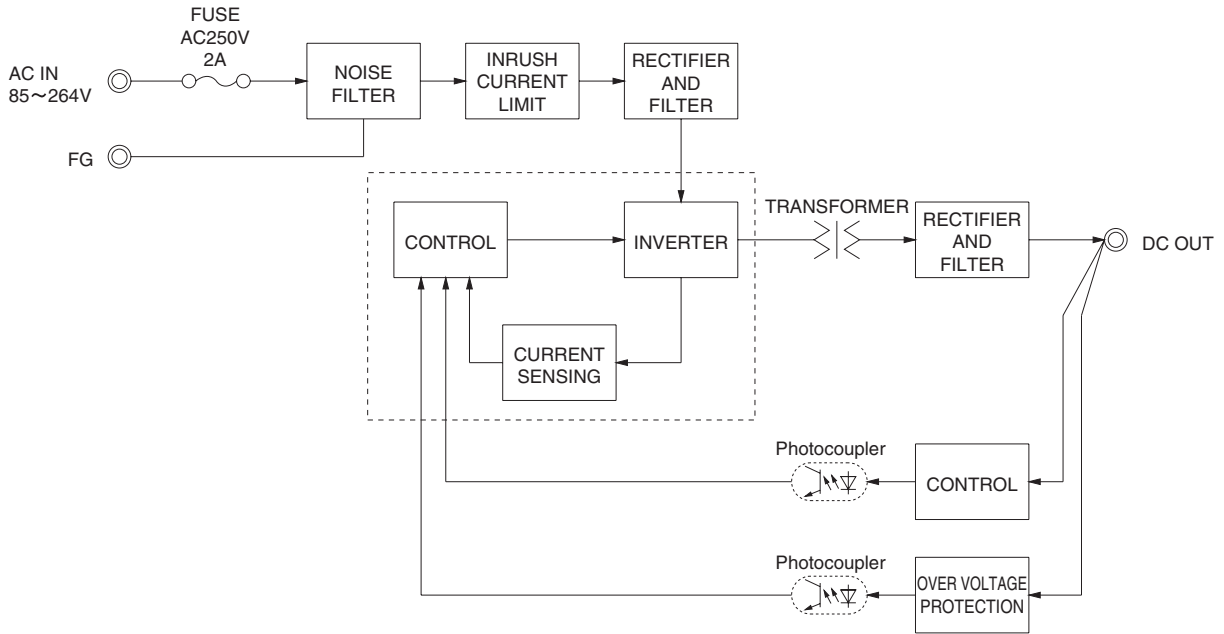 FUSE
AC250V
2A
AC IN
85～264V
NOISE
FILTER
INRUSH
CURRENT
LIMIT
RECTIFIER
AND
FILTER
FG
CONTROL
INVERTER
TRANSFORMER
RECTIFIER
AND
FILTER
DC OUT
CURRENT
SENSING
Photocoupler
CONTROL
Photocoupler
OVER VOLTAGE
PROTECTION